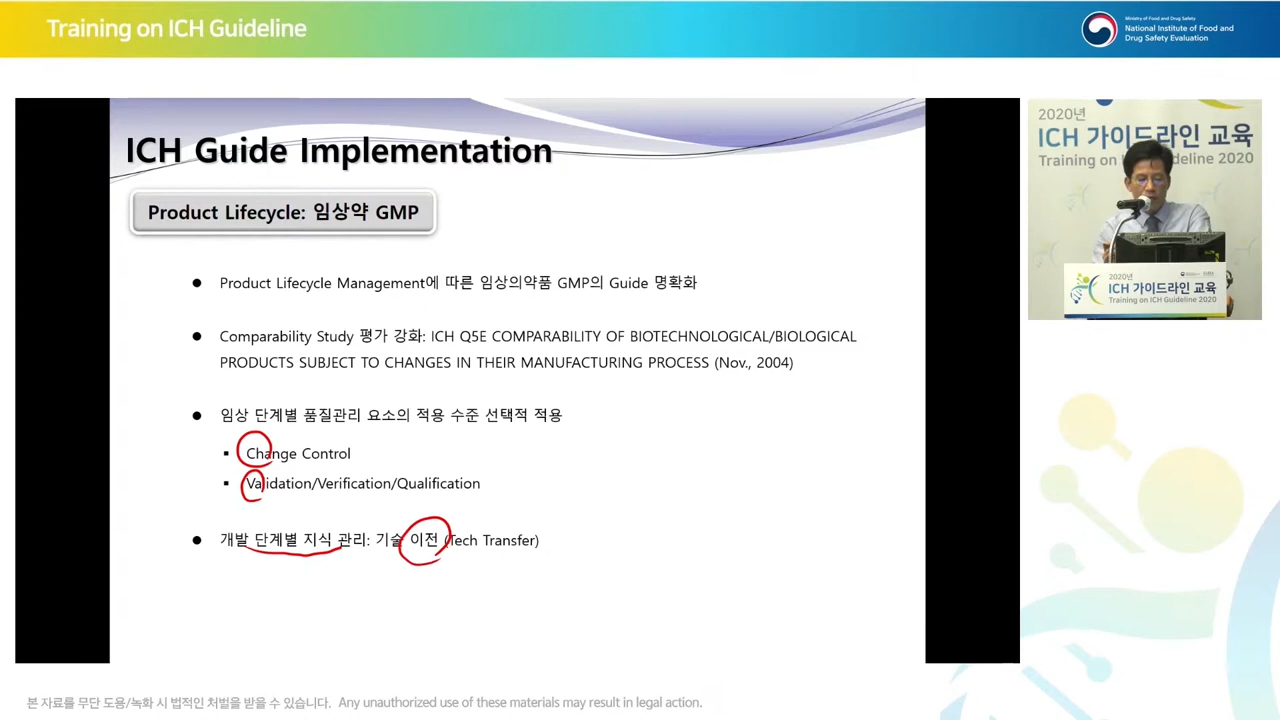 Training on ICH Guideline
Ministry of Food and Drug Safety
National Institute of Food and
Drug Safety Evaluation
ICH Guide Implementation
Product Lifecycle: 임상약 GMP
● Product Lifecycle Management에 따른 임상의약품 GMP의 Guide 명확화
● Comparability Study 평가 강화: ICH Q5E COMPARABILITY OF BIOTECHNOLOGICAL/BIOLOGICAL
PRODUCTS SUBJECT TO CHANGES IN THEIR MANUFACTURING PROCESS (Nov., 2004)
● 임상 단계별 품질관리 요소의 적용 수준 선택적 적용
▪ Change Control
▪ Validation/Verification/Qualification
● 개발 단계별 지식 관리: 기술 이전 (Tech Transfer)
2020년
ICH 가이드라인 교육
Training on Guideline 2020
2020년
ICH 가이드라인 교육
Training on ICH Guideline 2020
본 자료를 무단 도용/녹화 시 법적인 처벌을 받을 수 있습니다. Any unauthorized use of these materials may result in legal action.